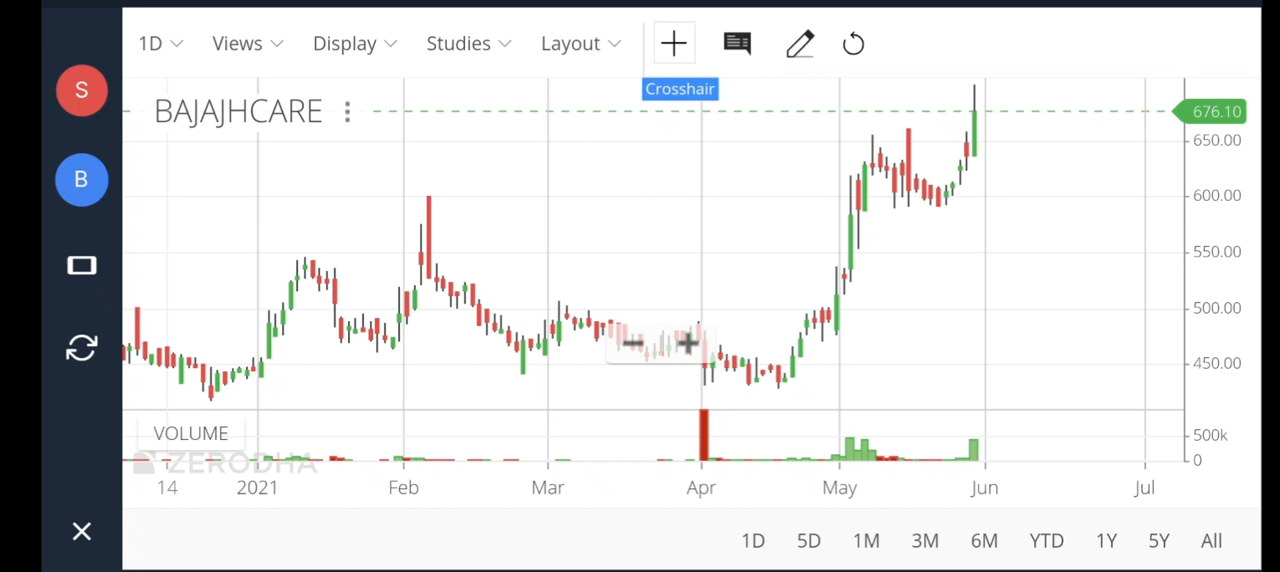 1D Views Display Studies Layout
S
Crosshair
BAJAJHCARE
676.10
650.00
B
600.00
550.00
500.00
450.00
VOLUME
500k
ZERODHA
0
14 2021 Feb Mar Apr May Jun Jul
1D 5D 1M 3M 6M YTD 1Y 5Y All